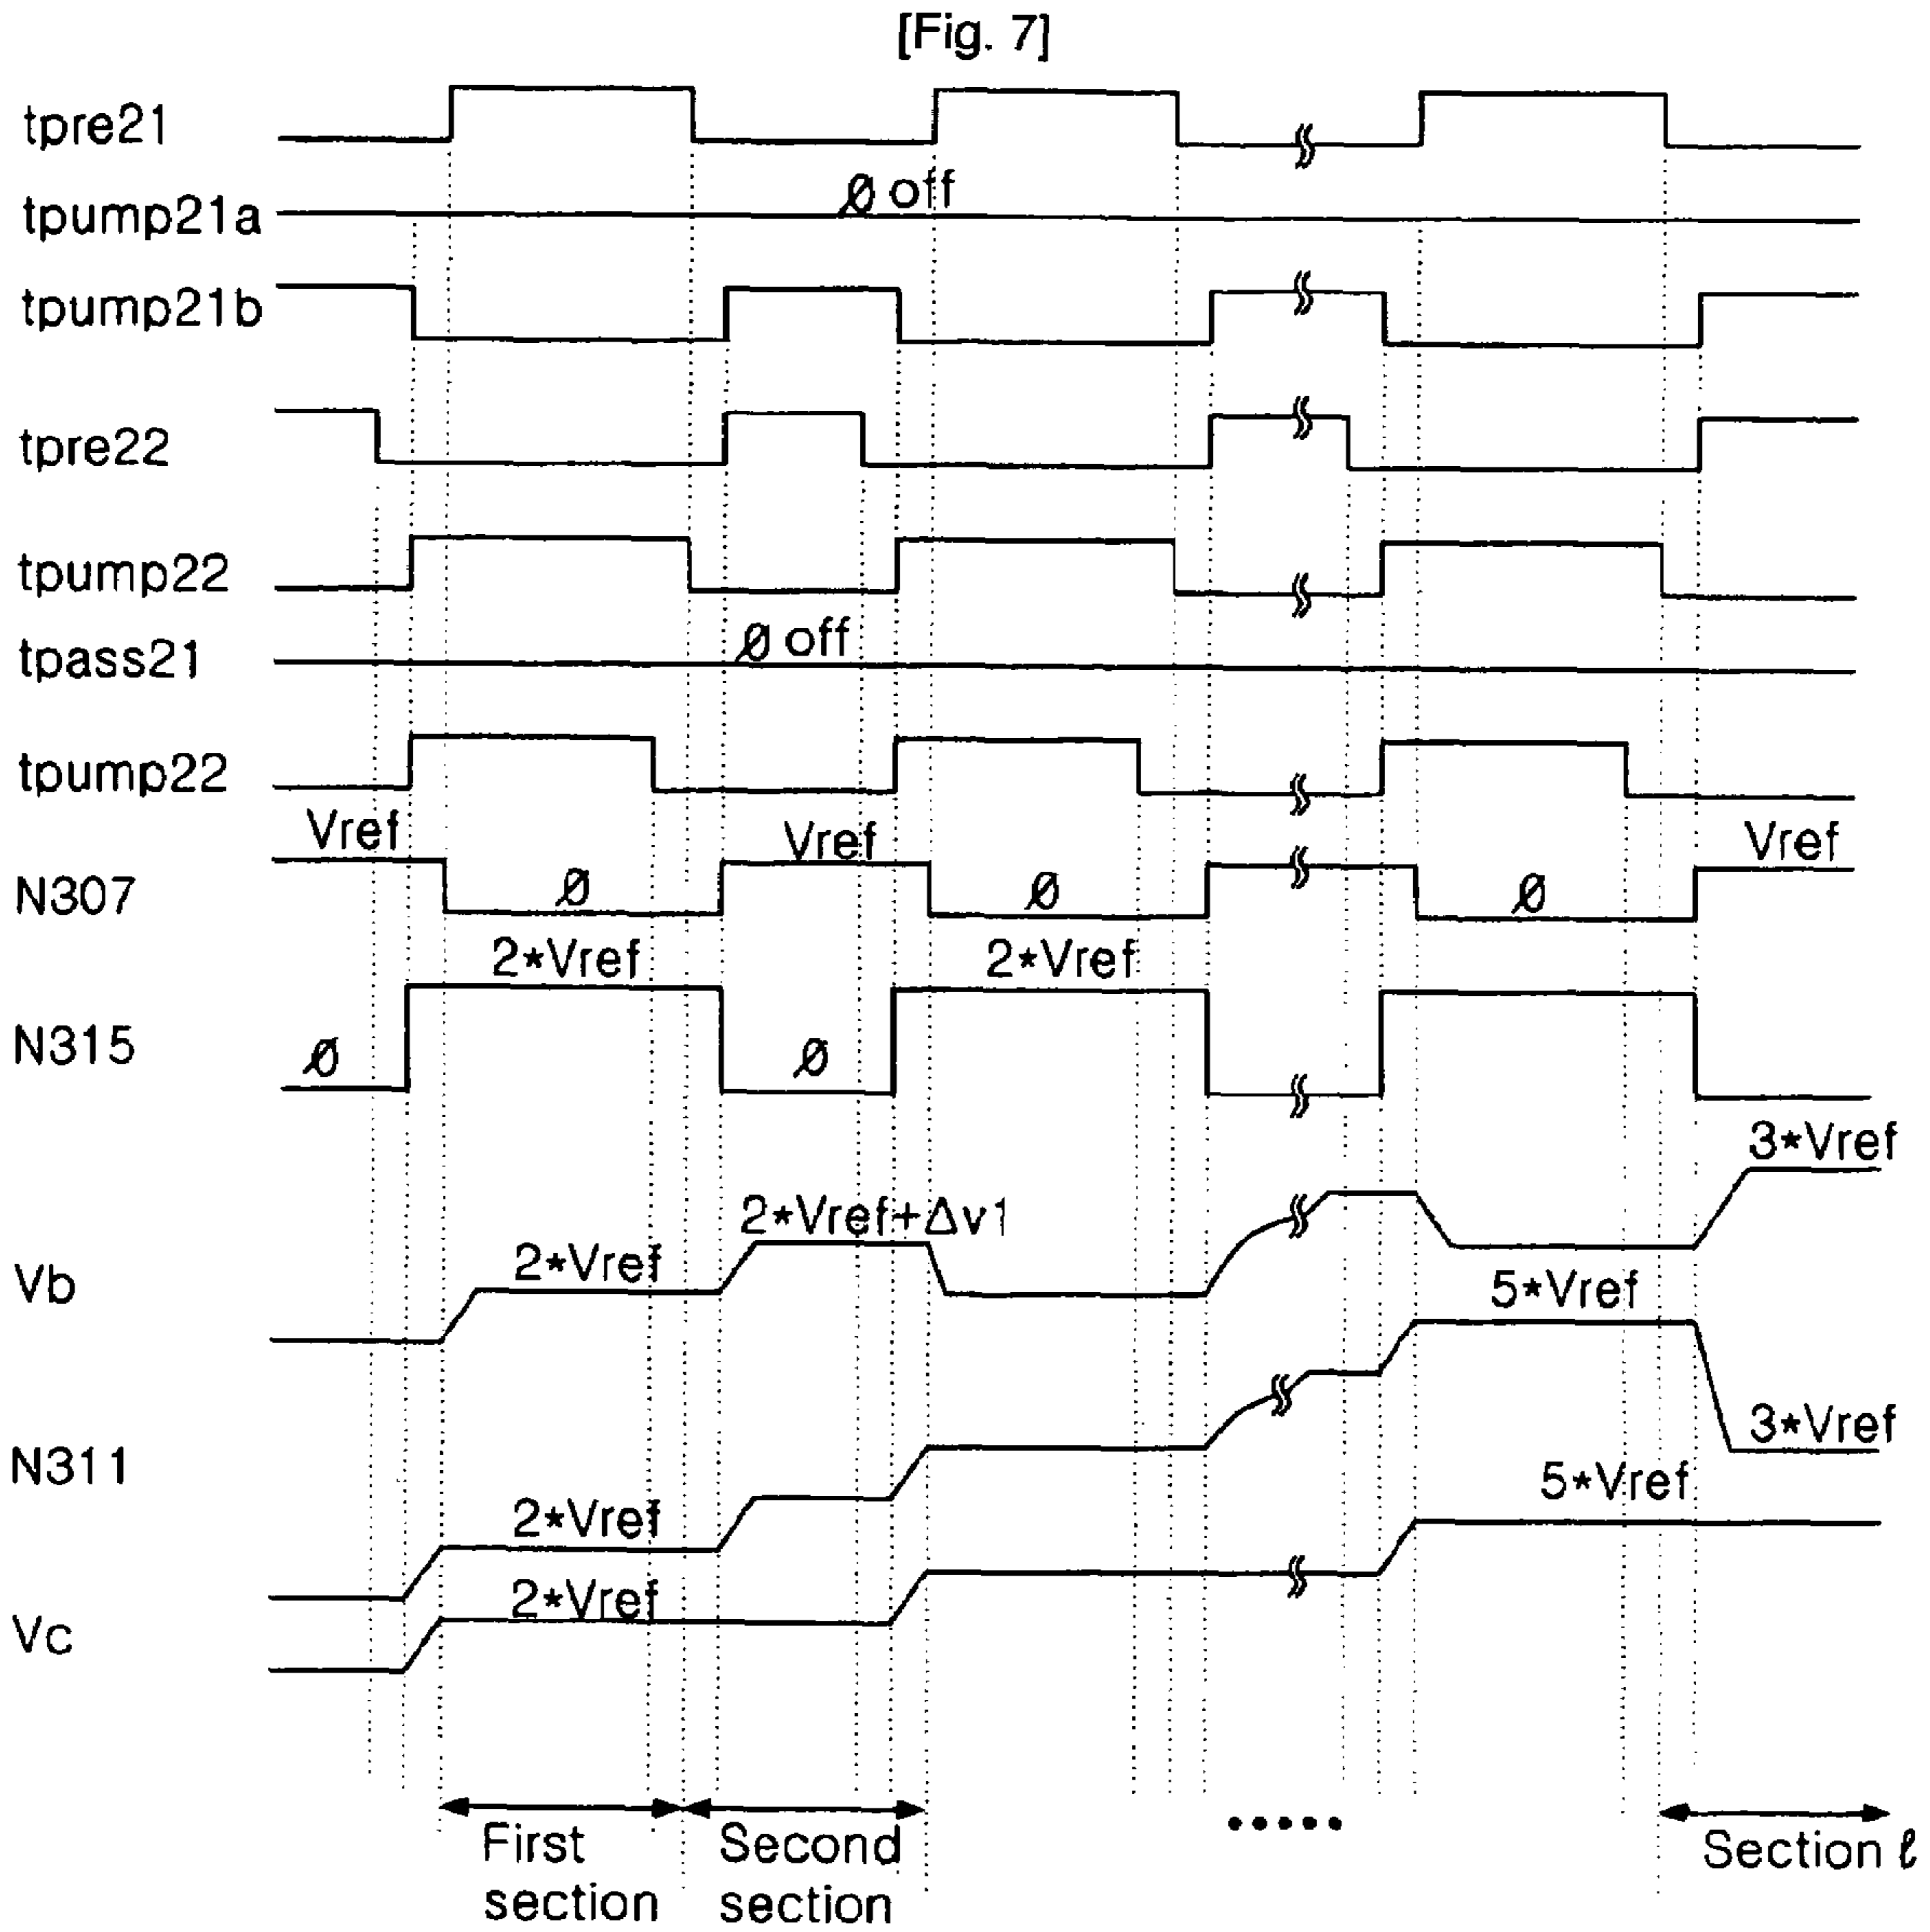 [Fig. 7]
tpre21
Ø off
tpump21a
tpump21b
tpre22
tpump22
Ø off
tpass21
tpump22
Vref
Vref
Vref
N307
Ø
Ø
Ø
2*Vref
2*Vref
N315
Ø
Ø
3*Vref
2*Vref+Δv1
2*Vref
Vb
5*Vref
3*Vref
N311
5*Vref
2*Vref
2*Vref
Vc
.....
First section
Second section
Section ℓ